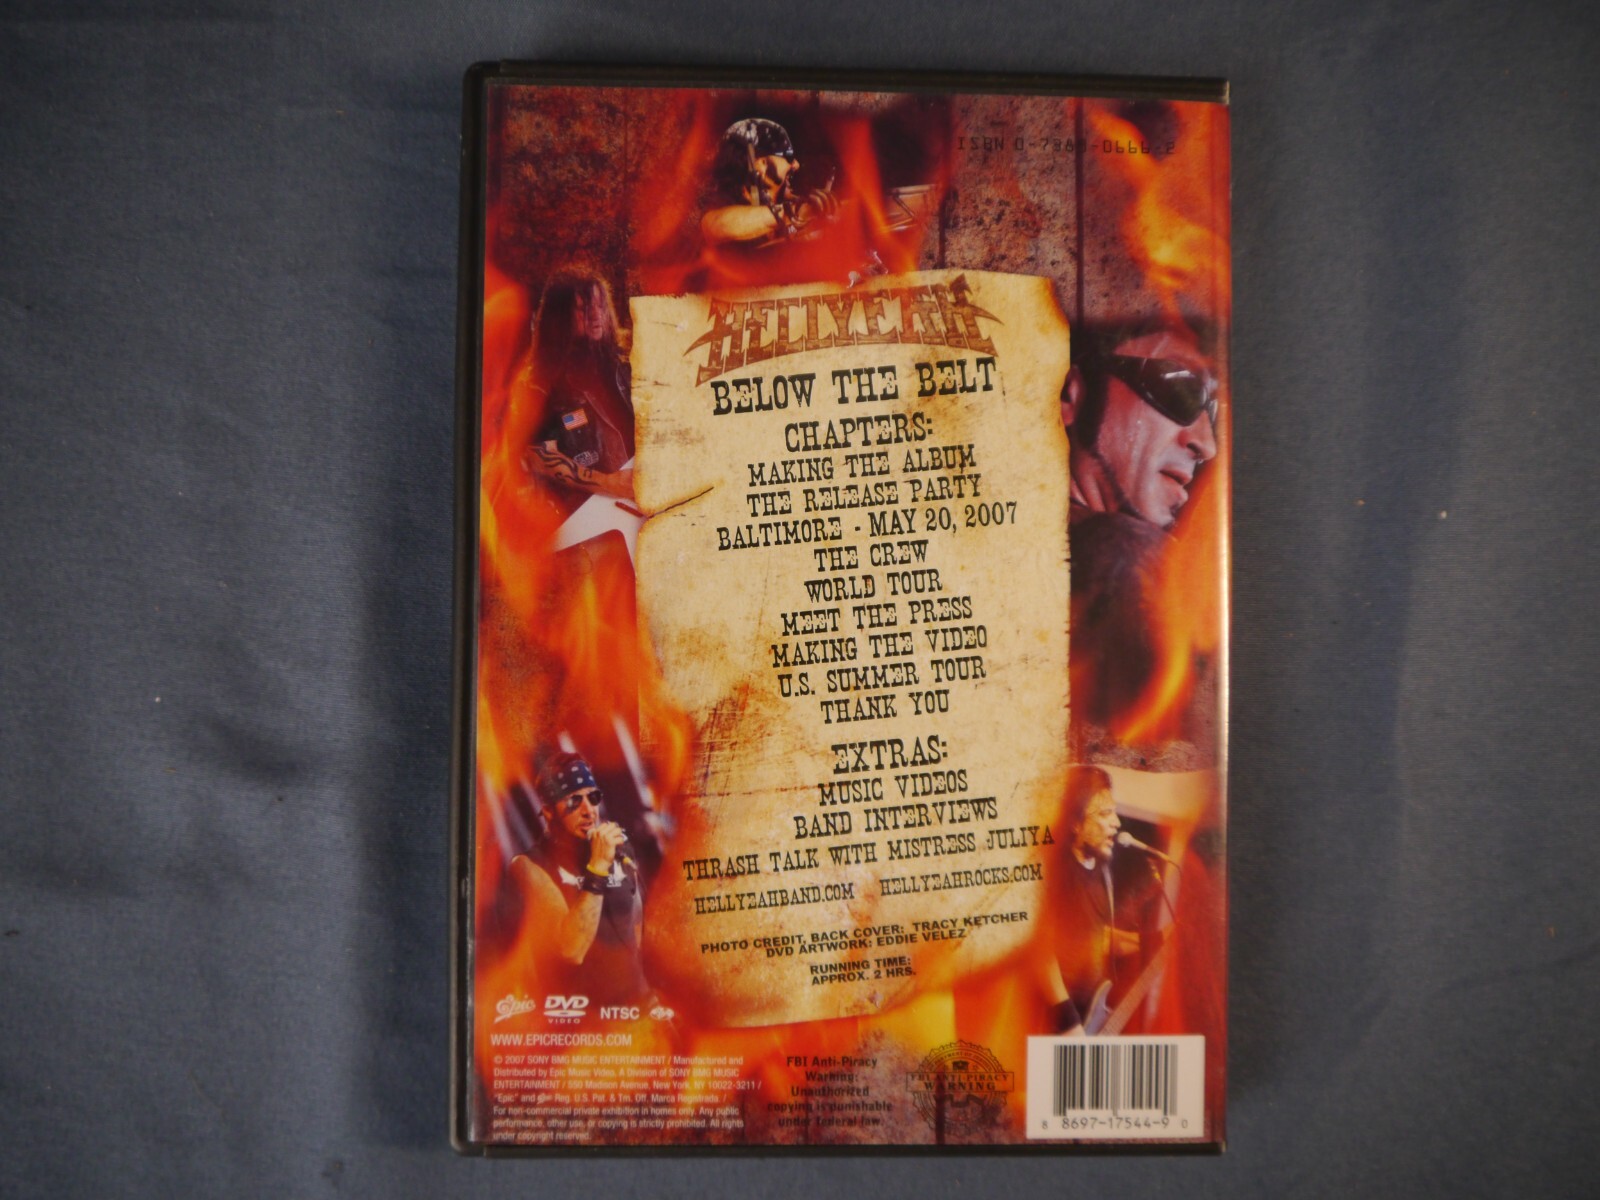 ISBN 0-7389-0666-2
HELLYEAH
BELOW THE BELT
CHAPTERS:
MAKING THE ALBUM
THE RELEASE PARTY
BALTIMORE - MAY 20, 2007
THE CREW
WORLD TOUR
MEET THE PRESS
MAKING THE VIDEO
U.S. SUMMER TOUR
THANK YOU
EXTRAS:
MUSIC VIDEOS
BAND INTERVIEWS
THRASH TALK WITH MISTRESS JULIYA
HELLYEAHBAND.COM HELLYEAHROCKS.COM
PHOTO CREDIT, BACK COVER: TRACY KETCHER
DVD ARTWORK: EDDIE VELEZ
RUNNING TIME:
APPROX. 2 HRS.
Epic DVD VIDEO NTSC
WWW.EPICRECORDS.COM
© 2007 SONY BMG MUSIC ENTERTAINMENT / Manufactured and
Distributed by Epic Music Video, A Division of SONY BMG MUSIC
ENTERTAINMENT / 550 Madison Avenue, New York, NY 10022-3211 /
"Epic" and Epic Reg. U.S. Pat. & Tm. Off. Marca Registrada. /
For non-commercial private exhibition in homes only. Any public
performance, other use, or copying is strictly prohibited. All rights
under copyright reserved.
FBI Anti-Piracy
Warning:
Unauthorized
copying is punishable
under federal law.
FBI ANTI-PIRACY
WARNING
8 8697-17544-9 0